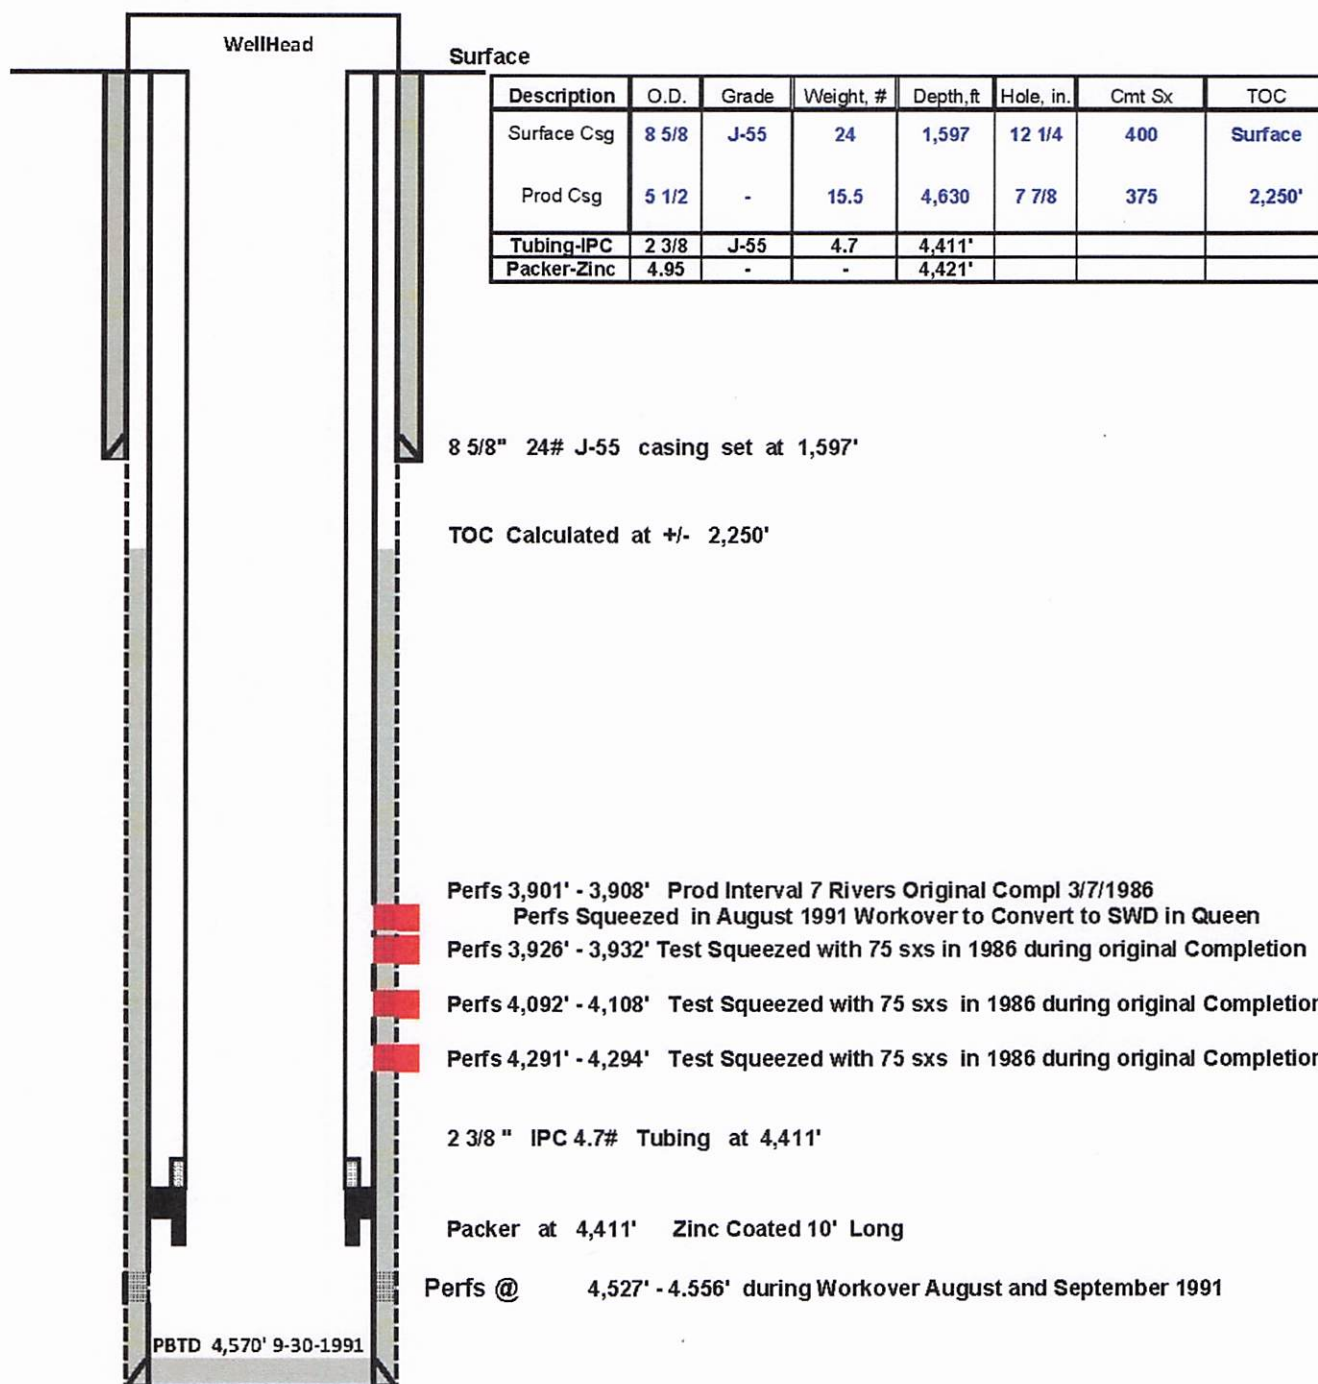 WellHead
Surface
Description O.D. Grade Weight, # Depth,ft Hole, in. Cmt Sx TOC
Surface Csg 8 5/8 J-55 24 1,597 12 1/4 400 Surface
Prod Csg 5 1/2 - 15.5 4,630 7 7/8 375 2,250'
Tubing-IPC 2 3/8 J-55 4.7 4,411'
Packer-Zinc 4.95 - - 4,421'
8 5/8" 24# J-55 casing set at 1,597'
TOC Calculated at +/- 2,250'
Perfs 3,901' - 3,908' Prod Interval 7 Rivers Original Compl 3/7/1986
Perfs Squeezed in August 1991 Workover to Convert to SWD in Queen
Perfs 3,926' - 3,932' Test Squeezed with 75 sxs in 1986 during original Completion
Perfs 4,092' - 4,108' Test Squeezed with 75 sxs in 1986 during original Completion
Perfs 4,291' - 4,294' Test Squeezed with 75 sxs in 1986 during original Completion
2 3/8 " IPC 4.7# Tubing at 4,411'
Packer at 4,411' Zinc Coated 10' Long
Perfs @ 4,527' - 4.556' during Workover August and September 1991
PBTD 4,570' 9-30-1991